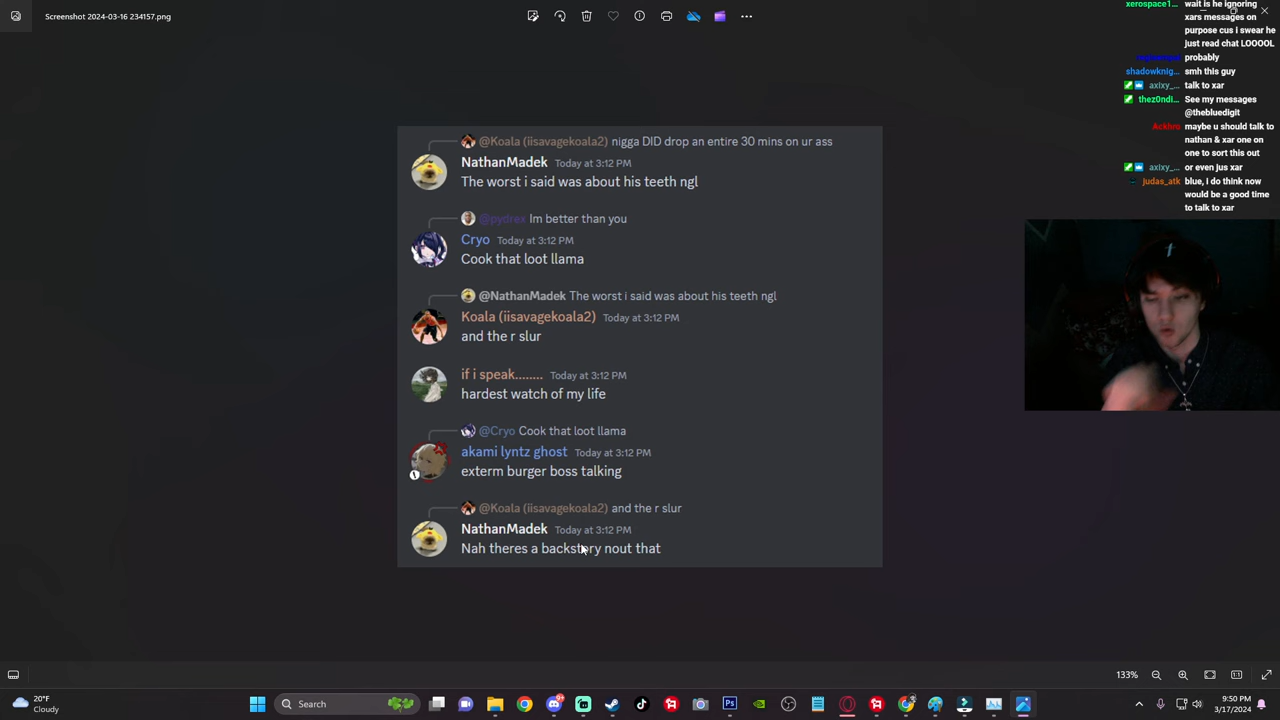 Screenshot 2024-03-16 234157.png
@Koala (iisavagekoala2) nigga DID drop an entire 30 mins on ur ass
NathanMadek Today at 3:12 PM
The worst i said was about his teeth ngl
@pydrex Im better than you
Cryo Today at 3:12 PM
Cook that loot llama
@NathanMadek The worst i said was about his teeth ngl
Koala (iisavagekoala2) Today at 3:12 PM
and the r slur
if i speak........ Today at 3:12 PM
hardest watch of my life
@Cryo Cook that loot llama
akami lyntz ghost Today at 3:12 PM
exterm burger boss talking
@Koala (iisavagekoala2) and the r slur
NathanMadek Today at 3:12 PM
Nah theres a backstory nout that
xerospace1... wait is he ignoring
xars messages on
purpose cus i swear he
just read chat LOOOOL
probably
shadowknig... smh this guy
axixy_... talk to xar
thez0ndi... See my messages
@thebluedigit
Ackhru maybe u should talk to
nathan & xar one on
one to sort this out
axixy_... or even jus xar
judas_atk blue, i do think now
would be a good time
to talk to xar
133%
20°F
Cloudy
Search
9:50 PM
3/17/2024